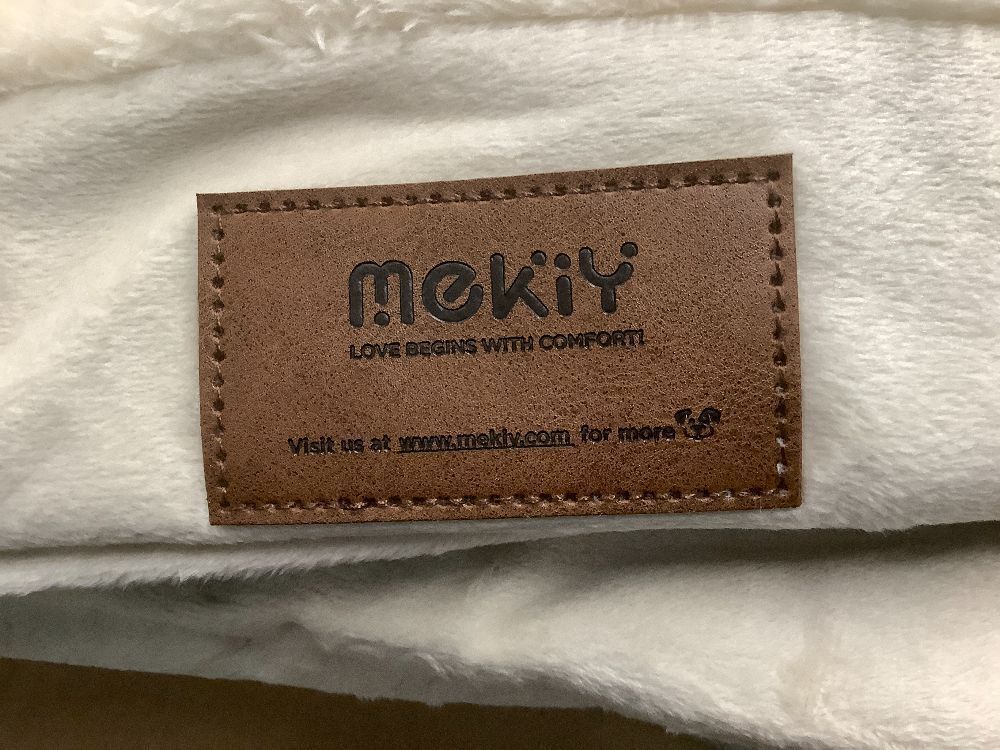 mekiy
LOVE BEGINS WITH COMFORT!
Visit us at www.mekiy.com for more